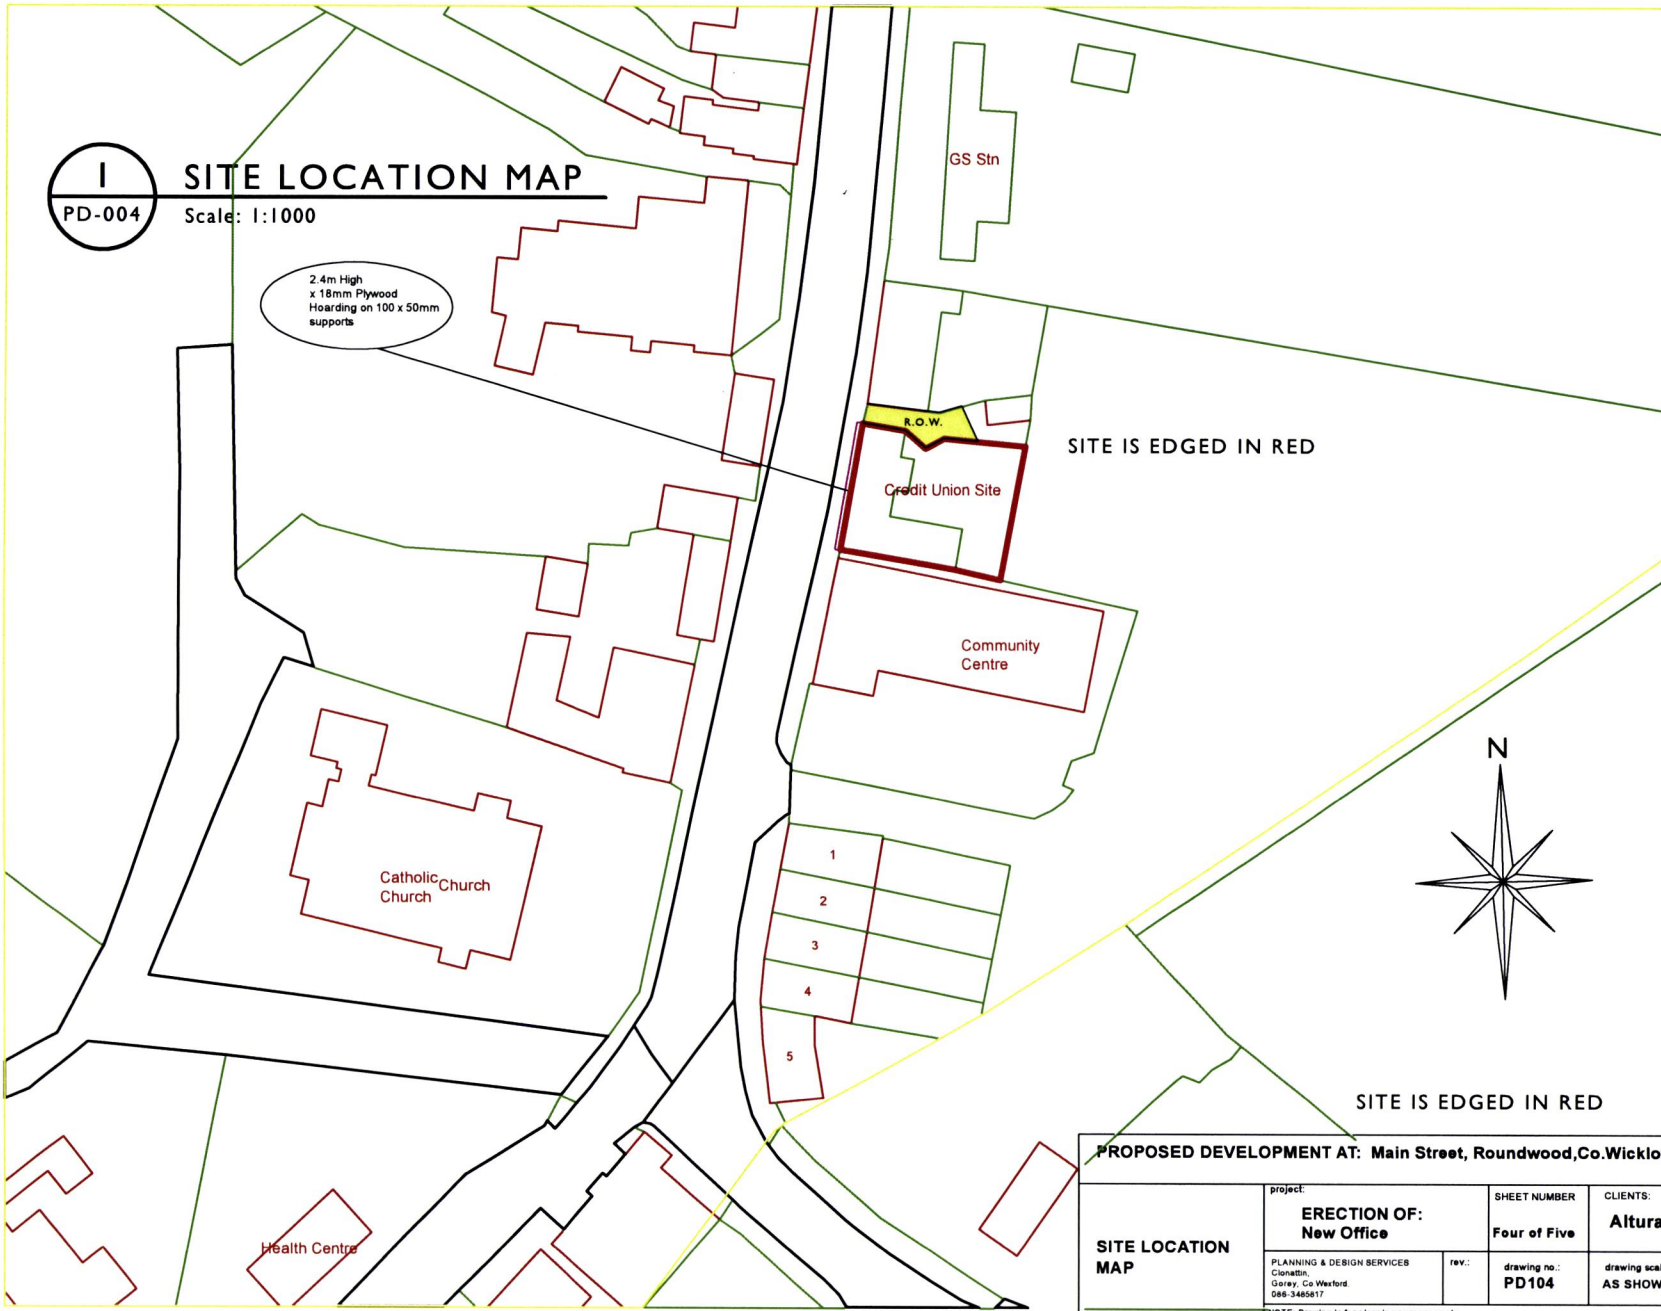 1
PD-004
SITE LOCATION MAP
Scale: 1:1000
GS Stn
2.4m High
x 18mm Plywood
Hoarding on 100 x 50mm
supports
R.O.W.
SITE IS EDGED IN RED
Credit Union Site
Community
Centre
N
1
2
3
4
5
Catholic
Church
Church
Health Centre
SITE IS EDGED IN RED
PROPOSED DEVELOPMENT AT: Main Street, Roundwood,Co.Wicklo
SITE LOCATION
MAP
project:
ERECTION OF:
New Office
SHEET NUMBER
Four of Five
CLIENTS:
Altura
PLANNING & DESIGN SERVICES
Clonattin,
Gorey, Co Wexford.
086-3485817
rev.:
drawing no.:
PD104
drawing scal
AS SHOW